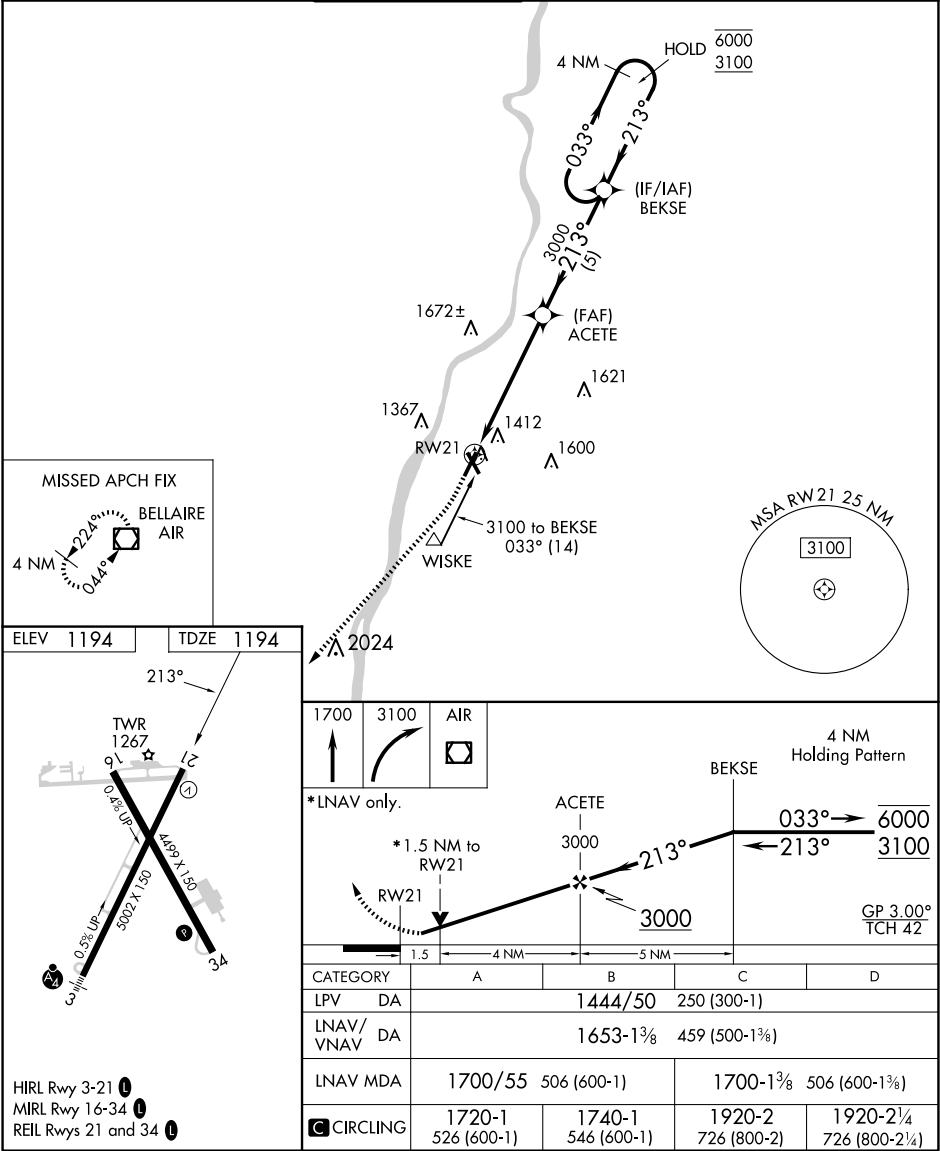 HOLD
6000
3100
4 NM
033°
213°
(IF/IAF)
BEKSE
3000
213°
(5)
(FAF)
ACETE
1672±
1621
1367
1412
RW21
1600
3100 to BEKSE
033° (14)
WISKE
2024
MISSED APCH FIX
BELLAIRE
AIR
224°
044°
4 NM
MSA RW21 25 NM
3100
ELEV 1194
TDZE 1194
213°
TWR
1267
16
21
V
0.4% UP
4499 X 150
5002 X 150
0.5% UP
P
A4
3
34
HIRL Rwy 3-21 L
MIRL Rwy 16-34 L
REIL Rwys 21 and 34 L
1700
3100
AIR
*LNAV only.
4 NM
Holding Pattern
BEKSE
ACETE
3000
033°
6000
213°
3100
213°
*1.5 NM to
RW21
RW21
3000
GP 3.00°
TCH 42
1.5
4 NM
5 NM
CATEGORY A B C D
LPV DA 1444/50 250 (300-1)
LNAV/
VNAV DA 1653-1⅜ 459 (500-1⅜)
LNAV MDA 1700/55 506 (600-1) 1700-1⅜ 506 (600-1⅜)
C CIRCLING 1720-1 1740-1 1920-2 1920-2¼
526 (600-1) 546 (600-1) 726 (800-2) 726 (800-2¼)